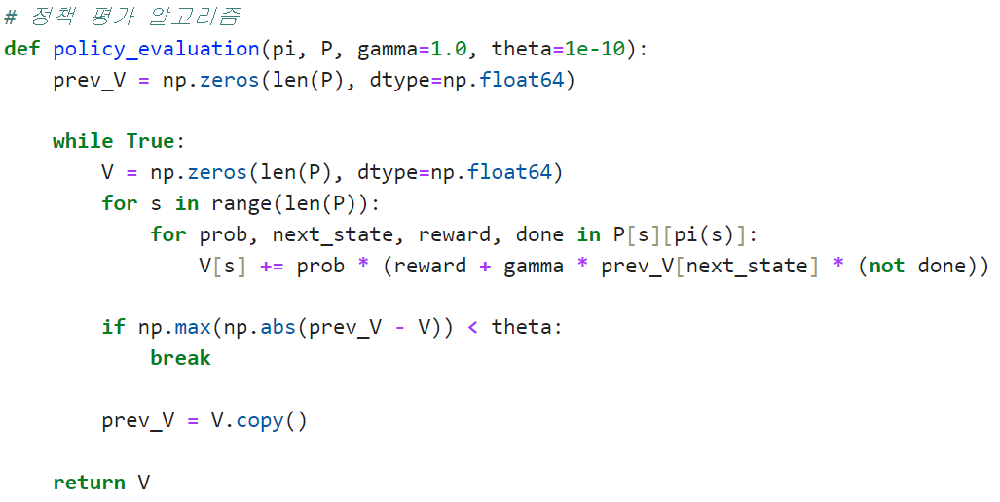 # 정책 평가 알고리즘
def policy_evaluation(pi, P, gamma=1.0, theta=1e-10):
    prev_V = np.zeros(len(P), dtype=np.float64)

    while True:
        V = np.zeros(len(P), dtype=np.float64)
        for s in range(len(P)):
            for prob, next_state, reward, done in P[s][pi(s)]:
                V[s] += prob * (reward + gamma * prev_V[next_state] * (not done))

        if np.max(np.abs(prev_V - V)) < theta:
            break

        prev_V = V.copy()

    return V